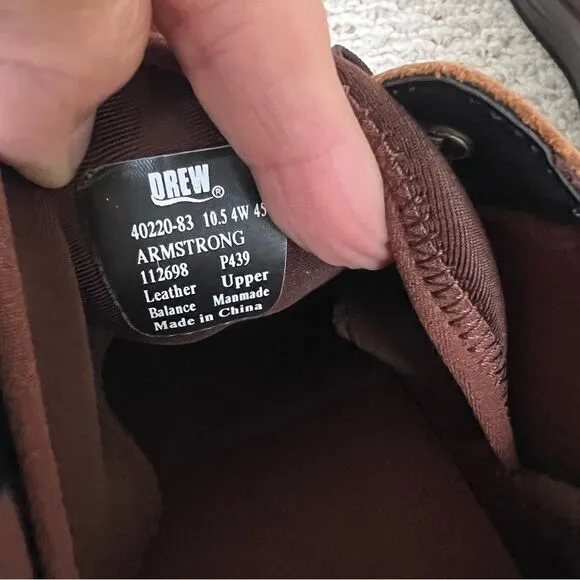 DREW®
40220-83 10.5 4W 45
ARMSTRONG
112698 P439
Leather Upper
Balance Manmade
Made in China